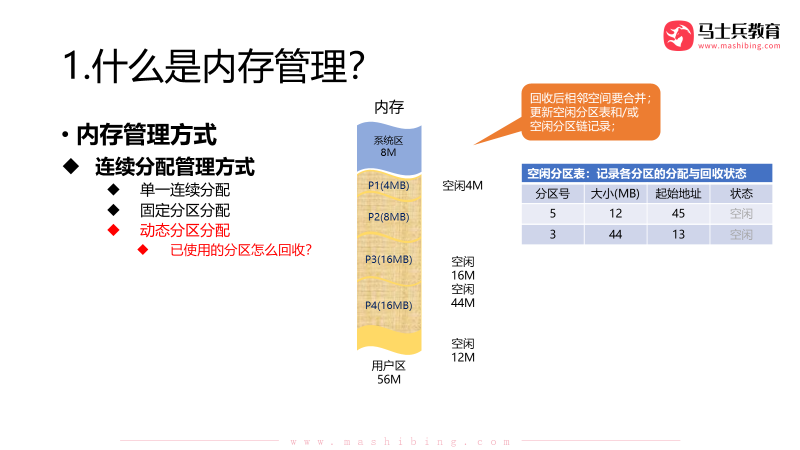 马士兵教育
www.mashibing.com
1.什么是内存管理？
• 内存管理方式
◆ 连续分配管理方式
◆ 单一连续分配
◆ 固定分区分配
◆ 动态分区分配
◆ 已使用的分区怎么回收？
内存
系统区
8M
P1(4MB)
P2(8MB)
P3(16MB)
P4(16MB)
用户区
56M
空闲4M
空闲
16M
空闲
44M
空闲
12M
回收后相邻空间要合并；
更新空闲分区表和/或
空闲分区链记录；
空闲分区表：记录各分区的分配与回收状态
分区号 大小(MB) 起始地址 状态
5 12 45 空闲
3 44 13 空闲
www.mashibing.com